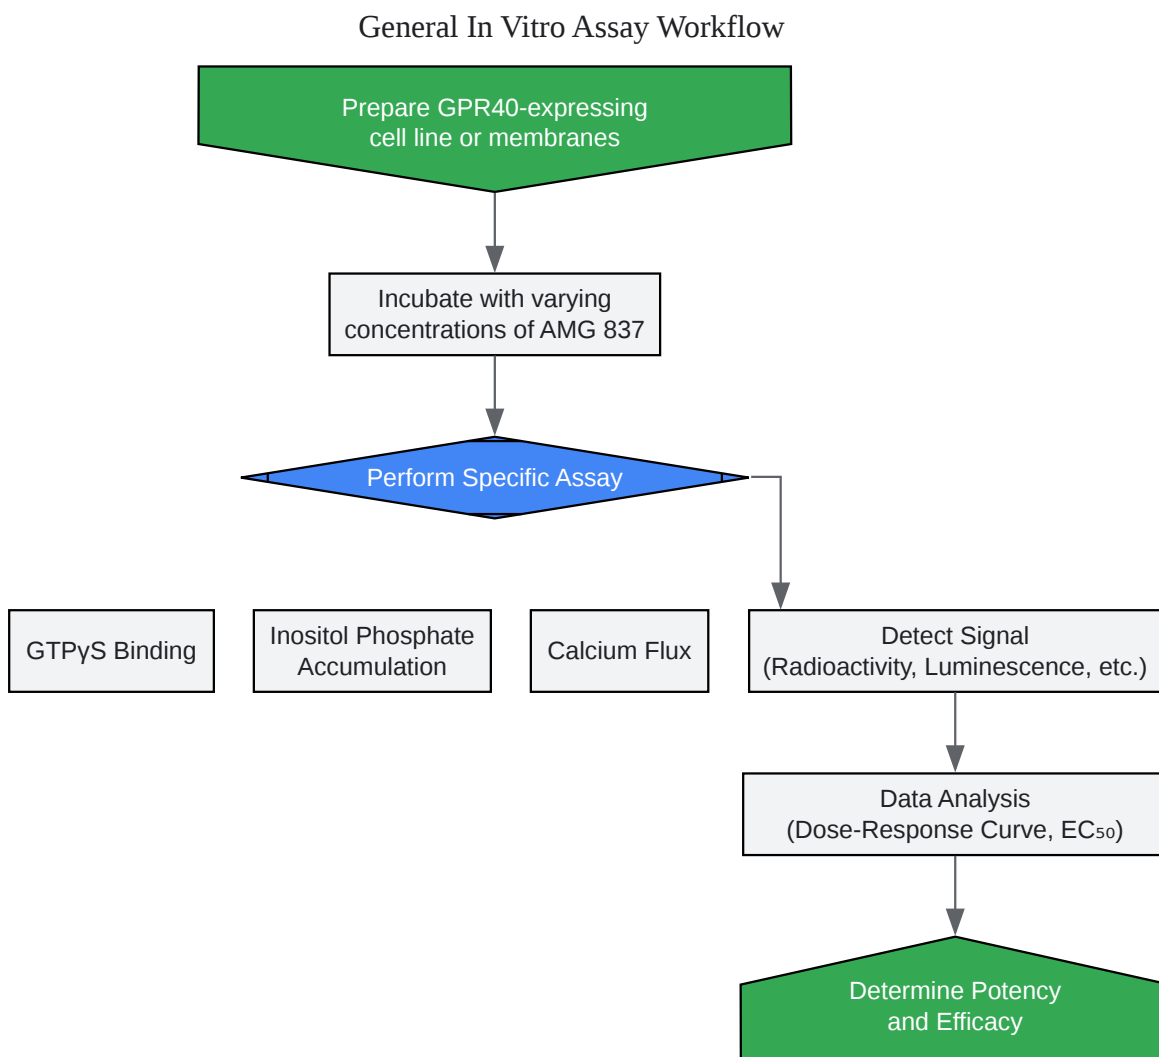 General In Vitro Assay Workflow
Prepare GPR40-expressing
cell line or membranes
Incubate with varying
concentrations of AMG 837
Perform Specific Assay
GTPγS Binding
Inositol Phosphate
Accumulation
Calcium Flux
Detect Signal
(Radioactivity, Luminescence, etc.)
Data Analysis
(Dose-Response Curve, EC₅₀)
Determine Potency
and Efficacy